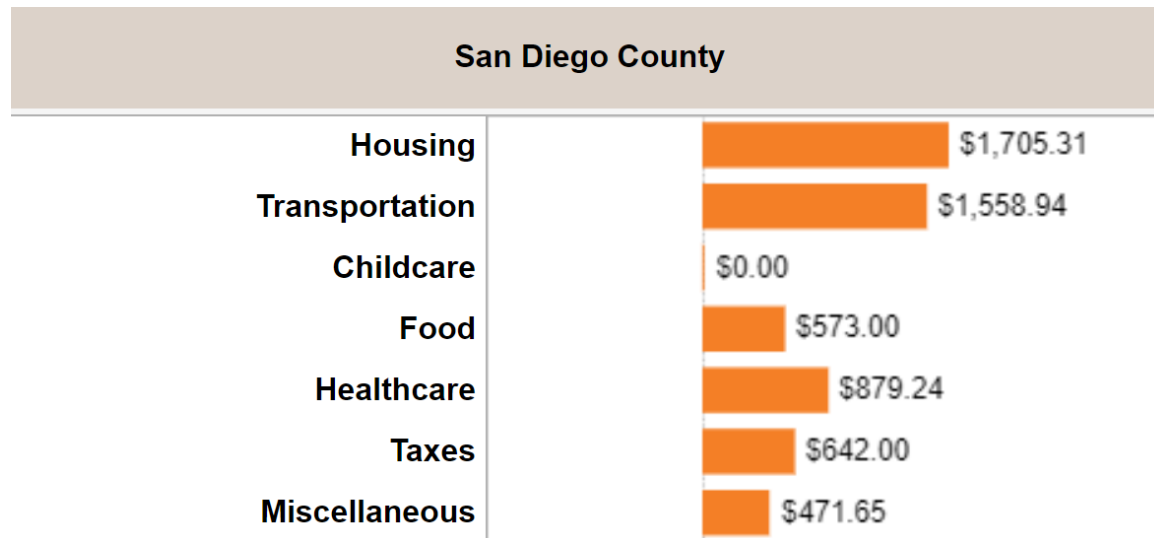 San Diego County
Housing $1,705.31
Transportation $1,558.94
Childcare $0.00
Food $573.00
Healthcare $879.24
Taxes $642.00
Miscellaneous $471.65